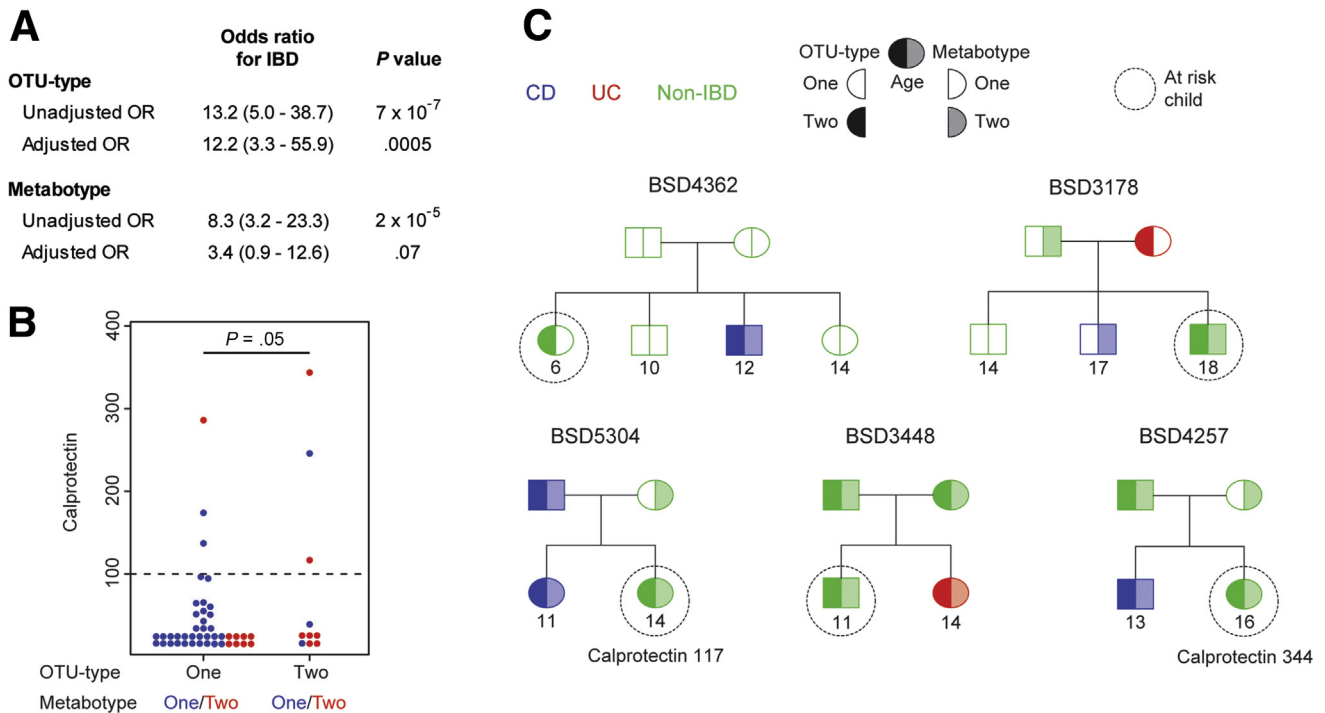 A
Odds ratio
for IBD
P value
OTU-type
Unadjusted OR 13.2 (5.0 - 38.7) 7 x 10⁻⁷
Adjusted OR 12.2 (3.3 - 55.9) .0005
Metabotype
Unadjusted OR 8.3 (3.2 - 23.3) 2 x 10⁻⁵
Adjusted OR 3.4 (0.9 - 12.6) .07
B
400
300
200
100
0
Calprotectin
P = .05
OTU-type One Two
Metabotype One/Two One/Two
C
CD UC Non-IBD
OTU-type Metabotype
One Age One
Two Two
At risk
child
BSD4362
6 10 12 14
BSD3178
14 17 18
BSD5304
11 14
Calprotectin 117
BSD3448
11 14
BSD4257
13 16
Calprotectin 344